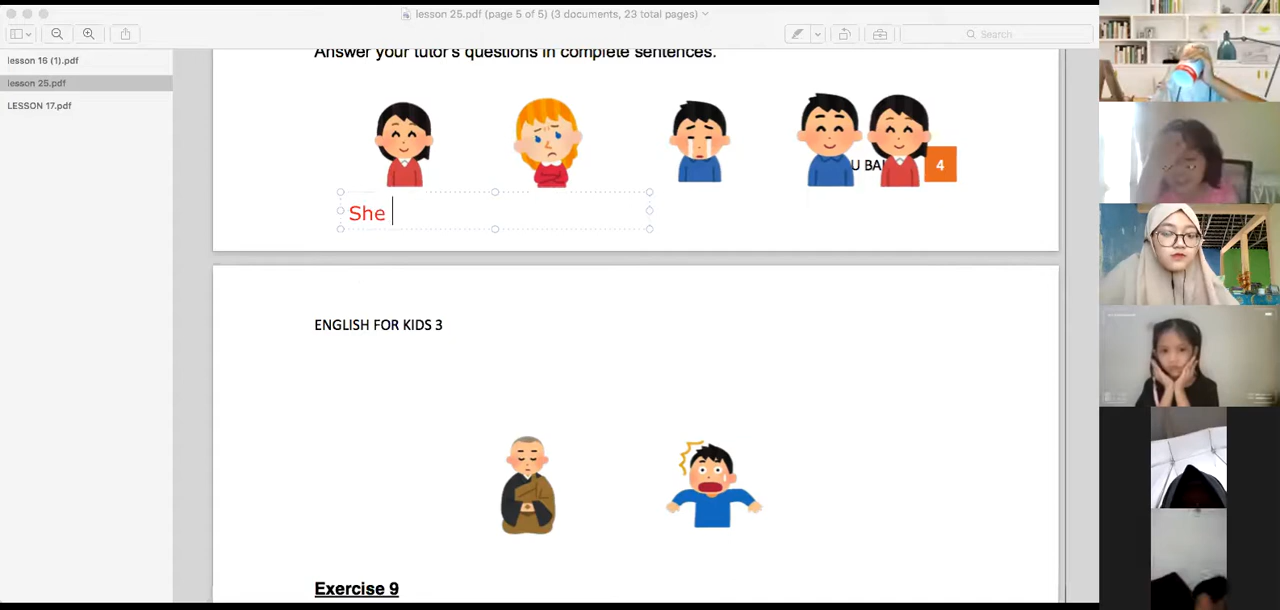 lesson 25.pdf (page 5 of 5) (3 documents, 23 total pages)
Search
lesson 16 (1).pdf
lesson 25.pdf
LESSON 17.pdf
Answer your tutor's questions in complete sentences.
U BA
4
She
ENGLISH FOR KIDS 3
Exercise 9